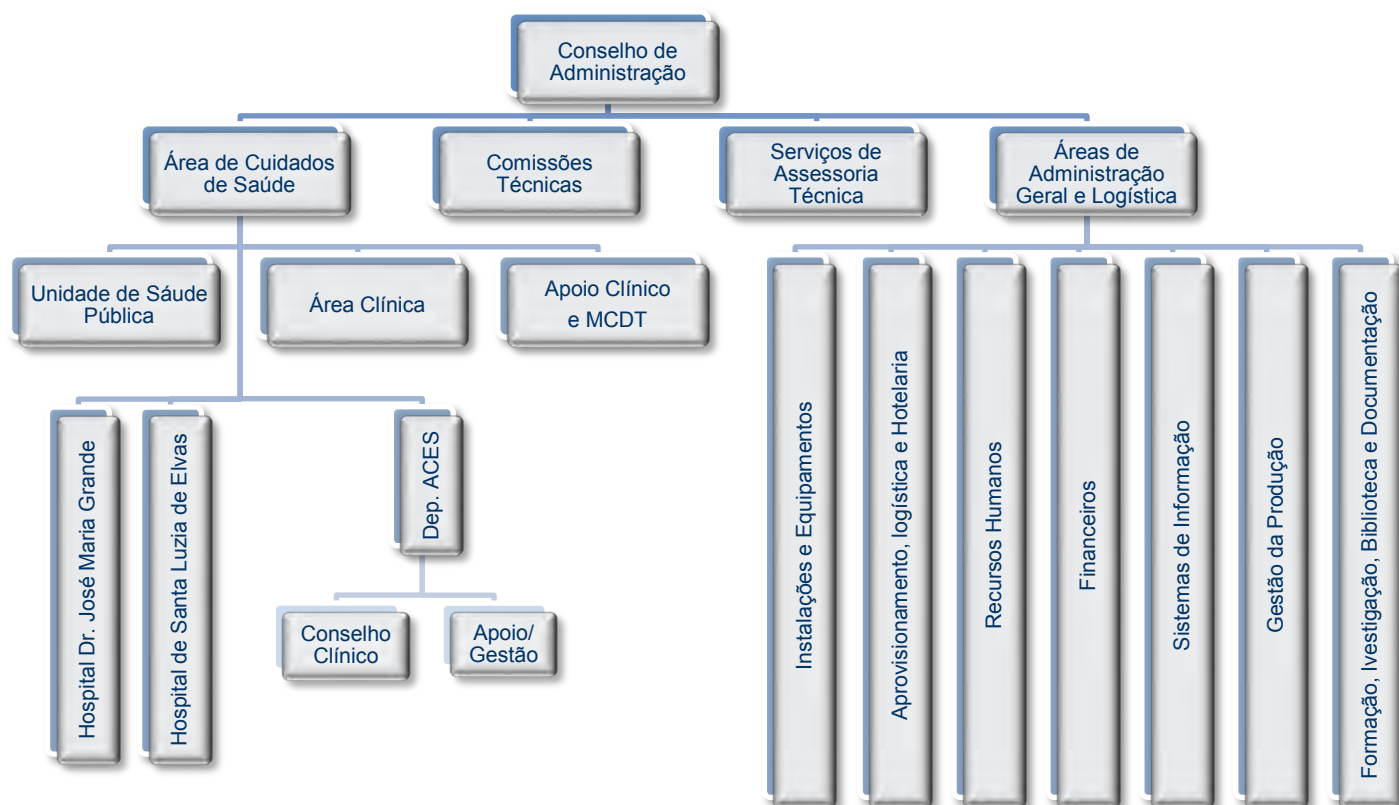 Conselho de
Administração
Área de Cuidados
de Saúde
Comissões
Técnicas
Serviços de
Assessoria
Técnica
Áreas de
Administração
Geral e Logística
Unidade de Sáude
Pública
Área Clínica
Apoio Clínico
e MCDT
Hospital Dr. José Maria Grande
Hospital de Santa Luzia de Elvas
Dep. ACES
Conselho
Clínico
Apoio/
Gestão
Instalações e Equipamentos
Aprovisionamento, logística e Hotelaria
Recursos Humanos
Financeiros
Sistemas de Informação
Gestão da Produção
Formação, Ivestigação, Biblioteca e Documentação